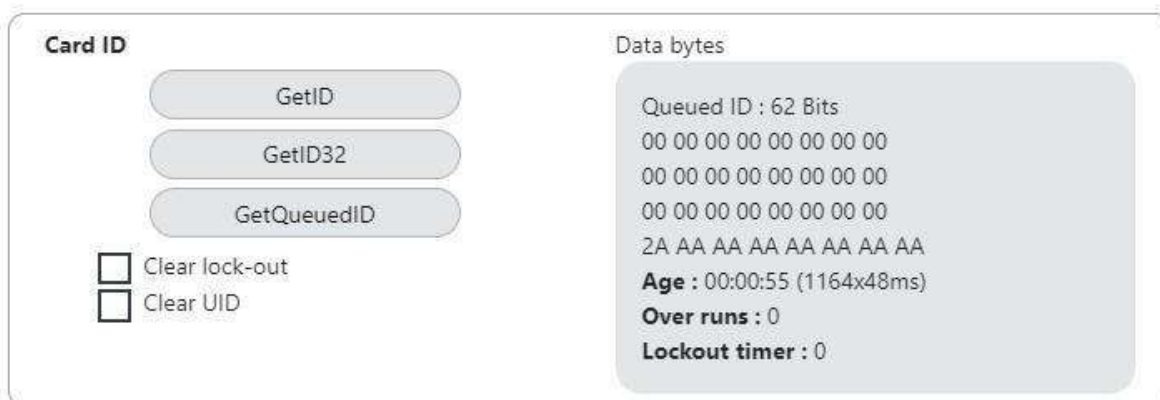 Card ID
GetID
GetID32
GetQueuedID
Clear lock-out
Clear UID
Data bytes
Queued ID : 62 Bits
00 00 00 00 00 00 00 00
00 00 00 00 00 00 00 00
00 00 00 00 00 00 00 00
2A AA AA AA AA AA AA AA
Age : 00:00:55 (1164x48ms)
Over runs : 0
Lockout timer : 0